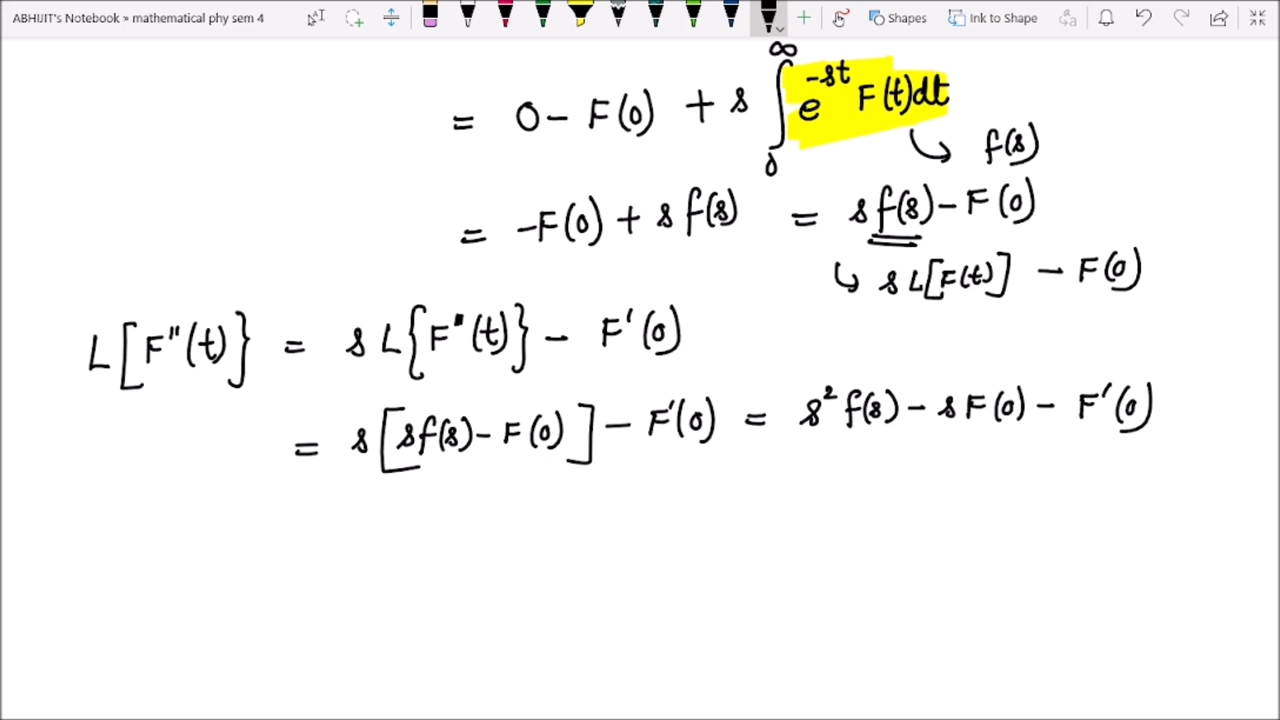 ABHIJIT's Notebook » mathematical phy sem 4 Shapes Ink to Shape
= 0 - F(0) + s ∫₀^∞ e^{-st} F(t)dt
↳ f(s)
= -F(0) + s f(s) = s f(s) - F(0)
↳ s L[F(t)] - F(0)
L[F"(t)} = s L{F'(t)} - F'(0)
= s[sf(s) - F(0)] - F'(0) = s² f(s) - s F(0) - F'(0)